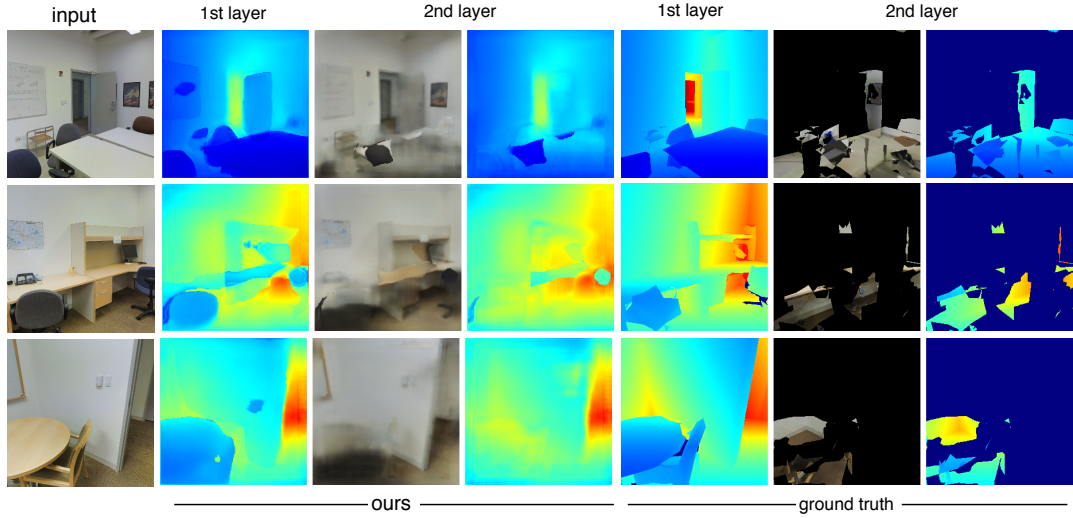 input
1st layer
2nd layer
1st layer
2nd layer
ours
ground truth